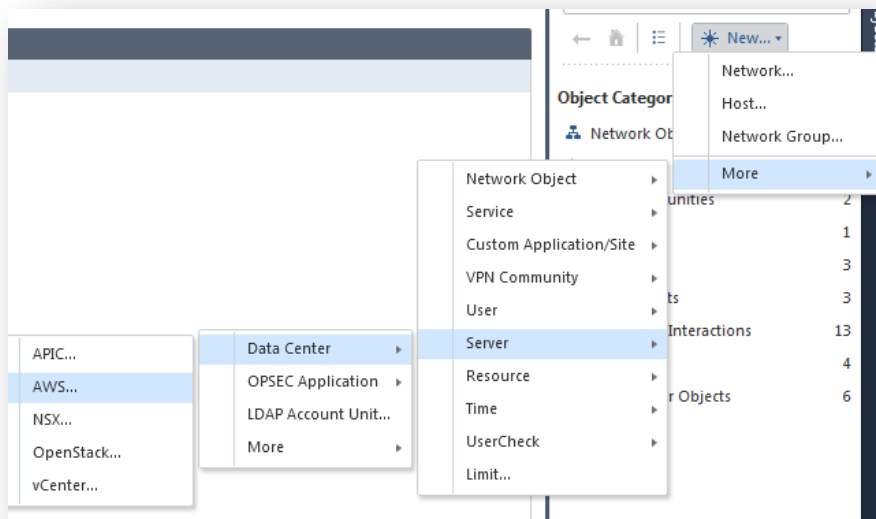 New...
Network...
Host...
Network Group...
More
Object Categor
Network Ob
unities 2
1
3
ts 3
Interactions 13
4
r Objects 6
Network Object
Service
Custom Application/Site
VPN Community
User
Server
Resource
Time
UserCheck
Limit...
Data Center
OPSEC Application
LDAP Account Unit...
More
APIC...
AWS...
NSX...
OpenStack...
vCenter...